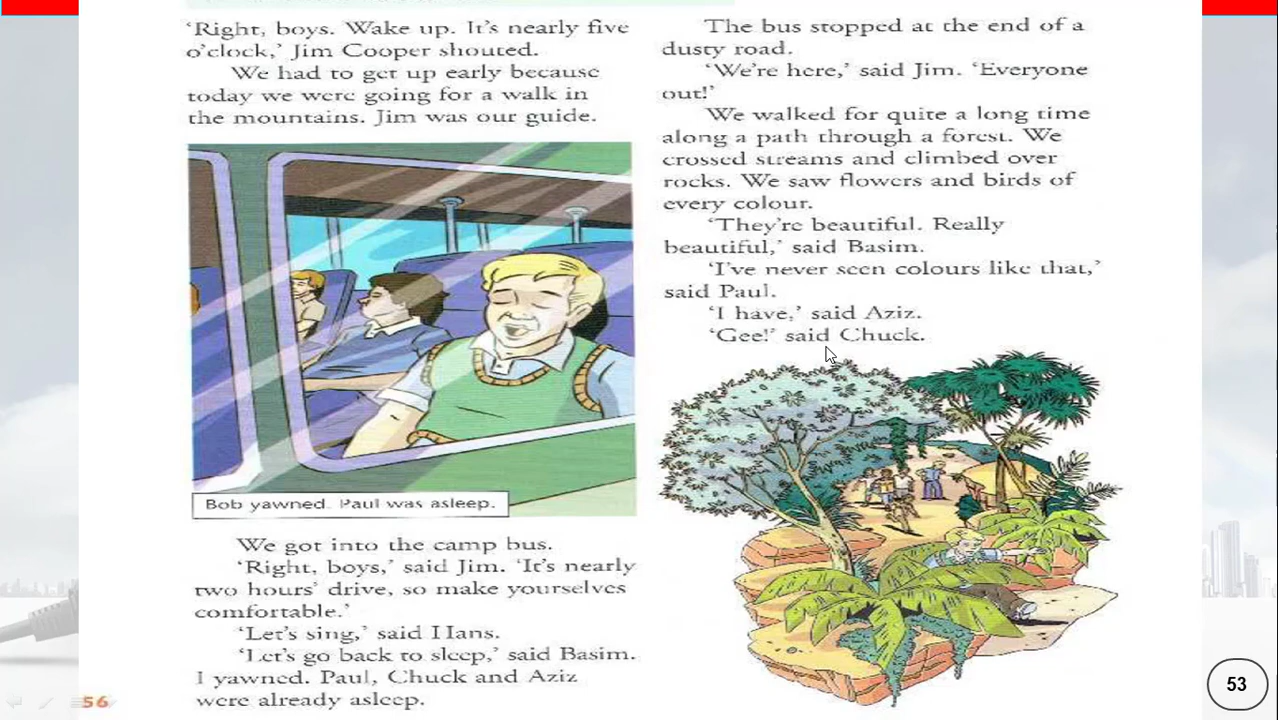 'Right, boys. Wake up. It's nearly five
o'clock,' Jim Cooper shouted.
We had to get up early because
today we were going for a walk in
the mountains. Jim was our guide.
Bob yawned. Paul was asleep.
We got into the camp bus.
'Right, boys,' said Jim. 'It's nearly
two hours' drive, so make yourselves
comfortable.'
'Let's sing,' said Hans.
'Let's go back to sleep,' said Basim.
I yawned. Paul, Chuck and Aziz
were already asleep.
56
The bus stopped at the end of a
dusty road.
'We're here,' said Jim. 'Everyone
out!'
We walked for quite a long time
along a path through a forest. We
crossed streams and climbed over
rocks. We saw flowers and birds of
every colour.
'They're beautiful. Really
beautiful,' said Basim.
'I've never seen colours like that,'
said Paul.
'I have,' said Aziz.
'Gee!' said Chuck.
53